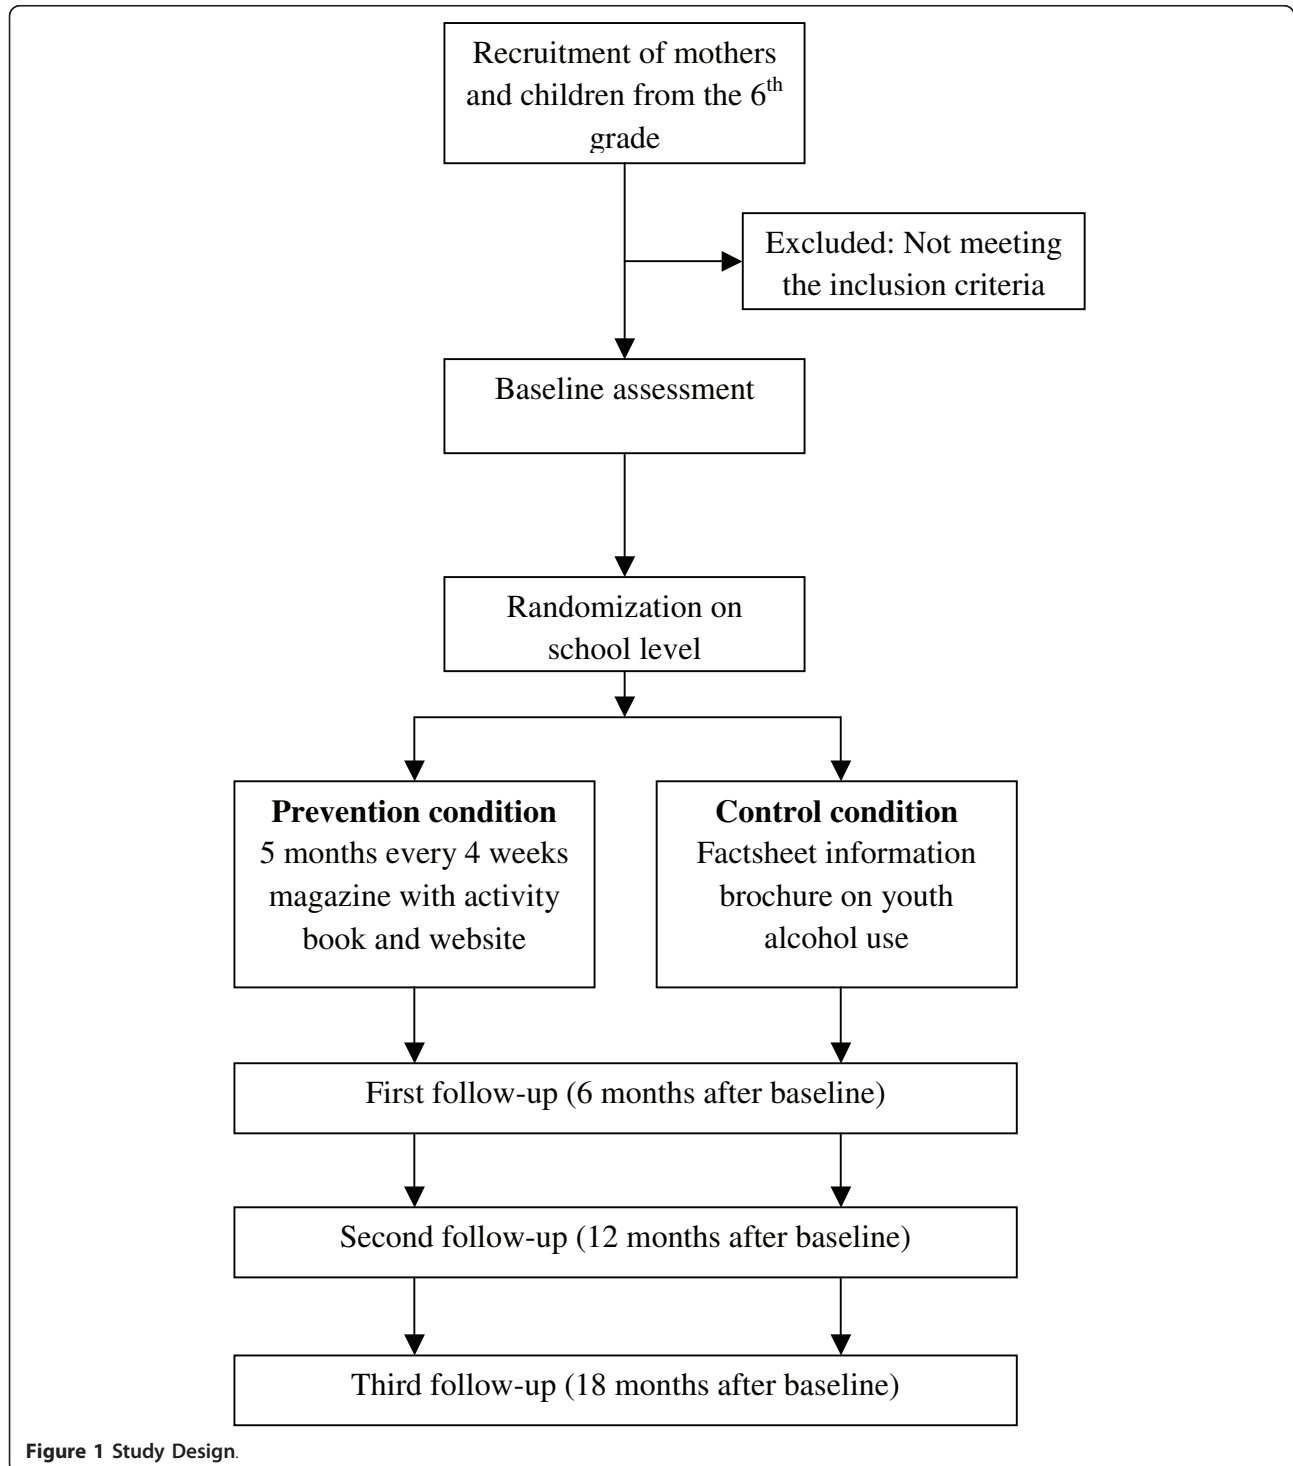 Recruitment of mothers
and children from the 6th
grade
Excluded: Not meeting
the inclusion criteria
Baseline assessment
Randomization on
school level
Prevention condition
5 months every 4 weeks
magazine with activity
book and website
Control condition
Factsheet information
brochure on youth
alcohol use
First follow-up (6 months after baseline)
Second follow-up (12 months after baseline)
Third follow-up (18 months after baseline)
Figure 1 Study Design.